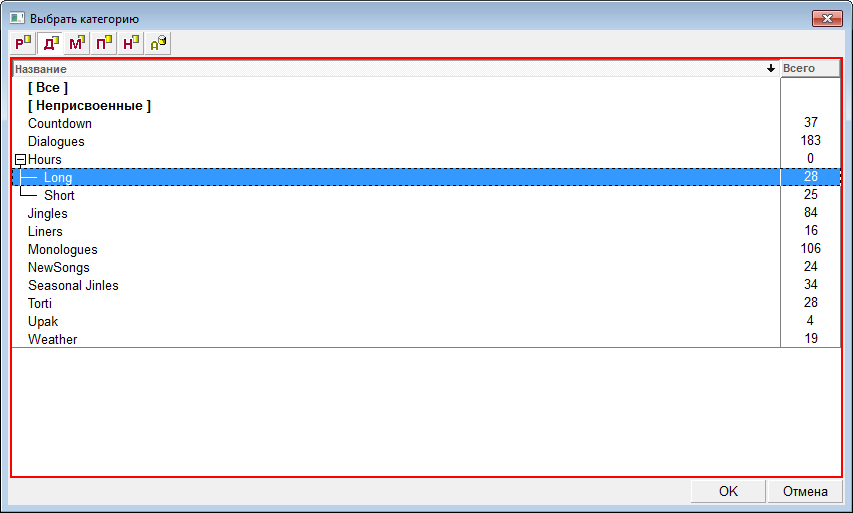 Выбрать категорию
Р Д М П Н А
Название Всего
[ Все ]
[ Неприсвоенные ]
Countdown 37
Dialogues 183
Hours 0
Long 28
Short 25
Jingles 84
Liners 16
Monologues 106
NewSongs 24
Seasonal Jinles 34
Torti 28
Upak 4
Weather 19
OK Отмена